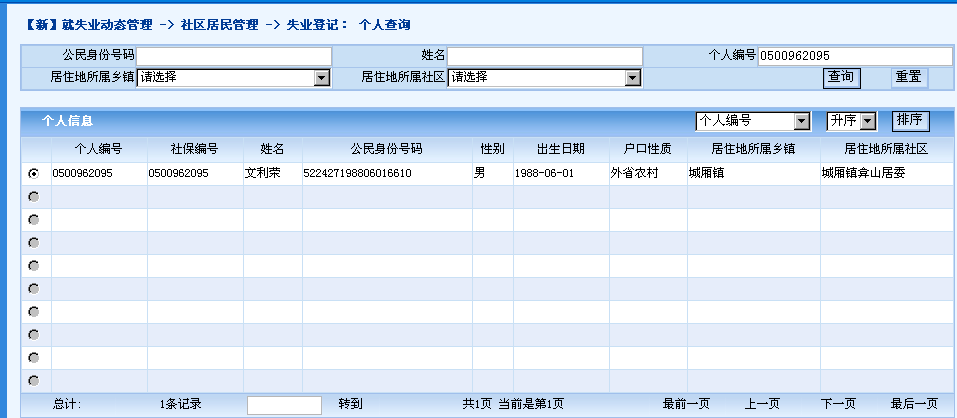 【新】就失业动态管理 -> 社区居民管理 -> 失业登记： 个人查询
公民身份号码 姓名 个人编号 0500962095
居住地所属乡镇 请选择 居住地所属社区 请选择 查询 重置
个人信息 个人编号 升序 排序
个人编号 社保编号 姓名 公民身份号码 性别 出生日期 户口性质 居住地所属乡镇 居住地所属社区
0500962095 0500962095 文利荣 522427198806016610 男 1988-06-01 外省农村 城厢镇 城厢镇弇山居委
总计: 1条记录 转到 共1页 当前是第1页 最前一页 上一页 下一页 最后一页